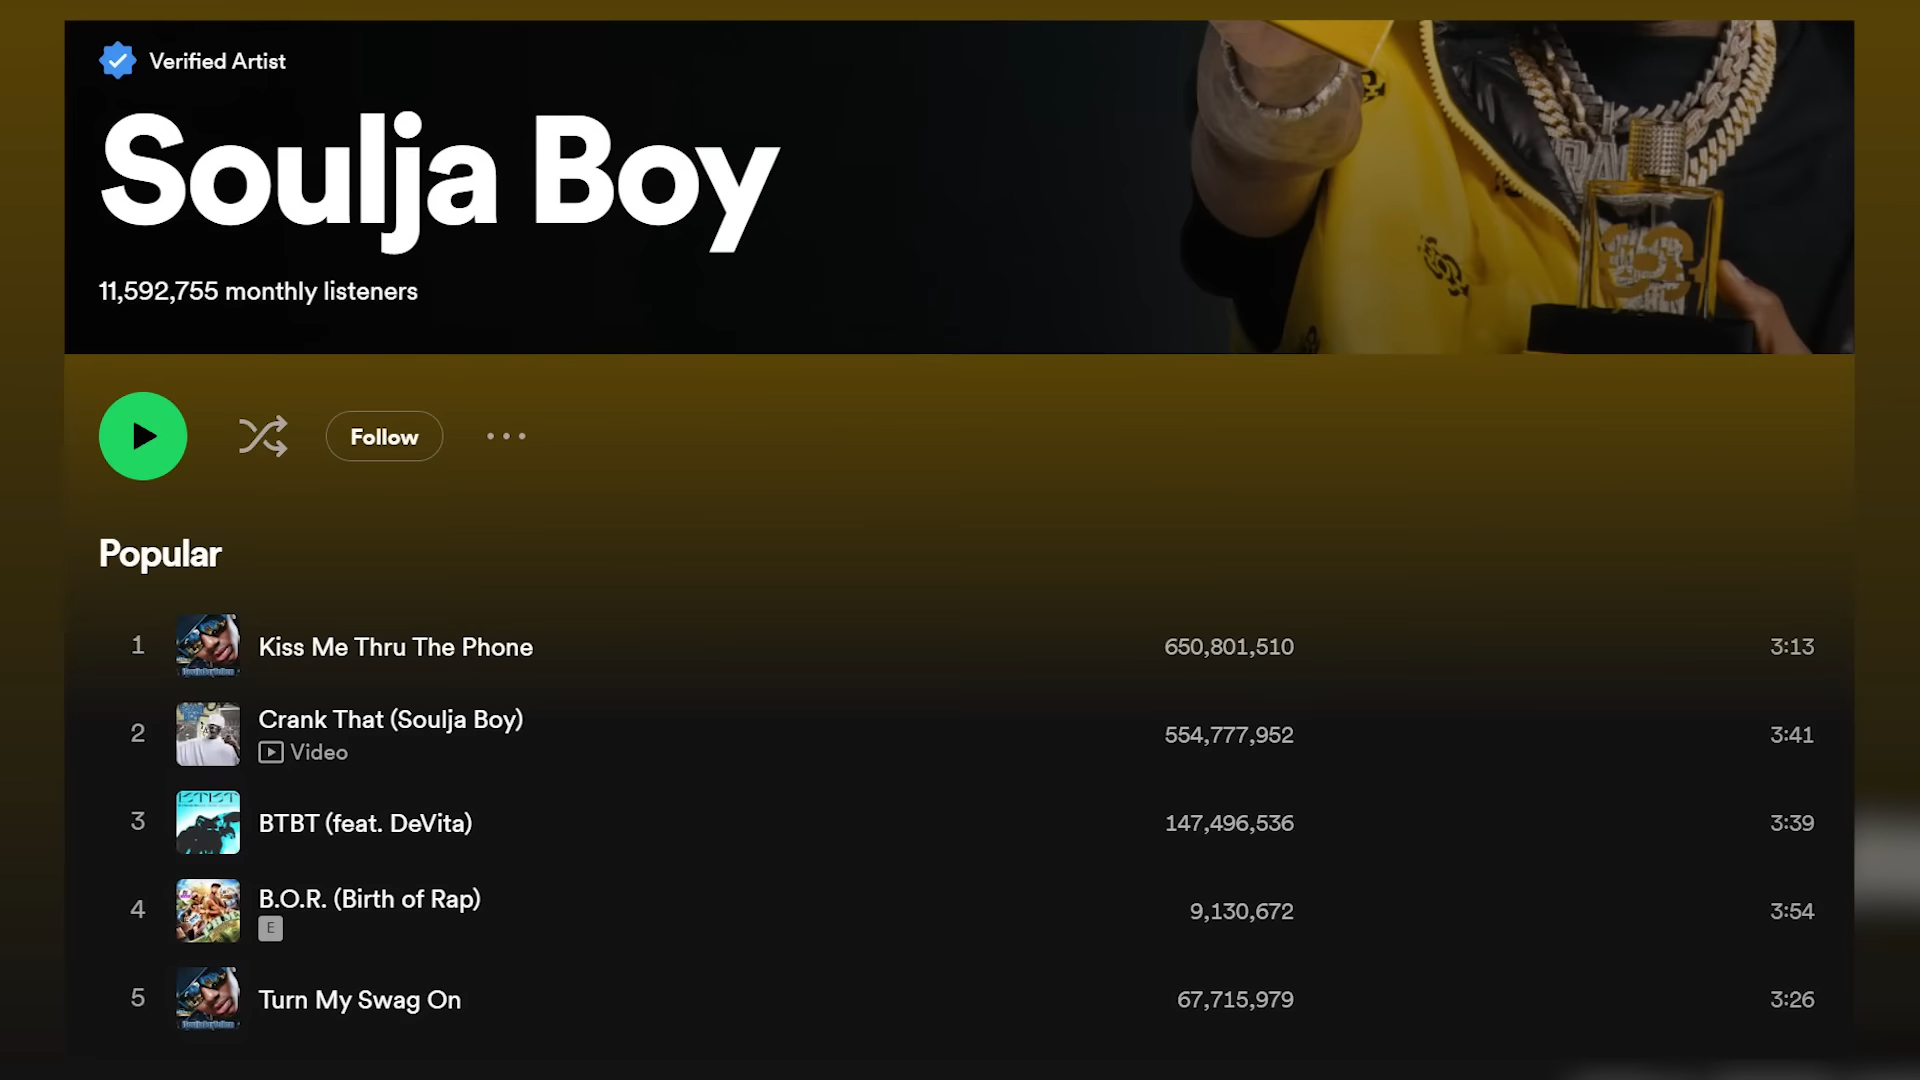 Verified Artist
Soulja Boy
11,592,755 monthly listeners
Follow
Popular
1 Kiss Me Thru The Phone 650,801,510 3:13
2 Crank That (Soulja Boy) 554,777,952 3:41
Video
3 BTBT (feat. DeVita) 147,496,536 3:39
4 B.O.R. (Birth of Rap) 9,130,672 3:54
E
5 Turn My Swag On 67,715,979 3:26